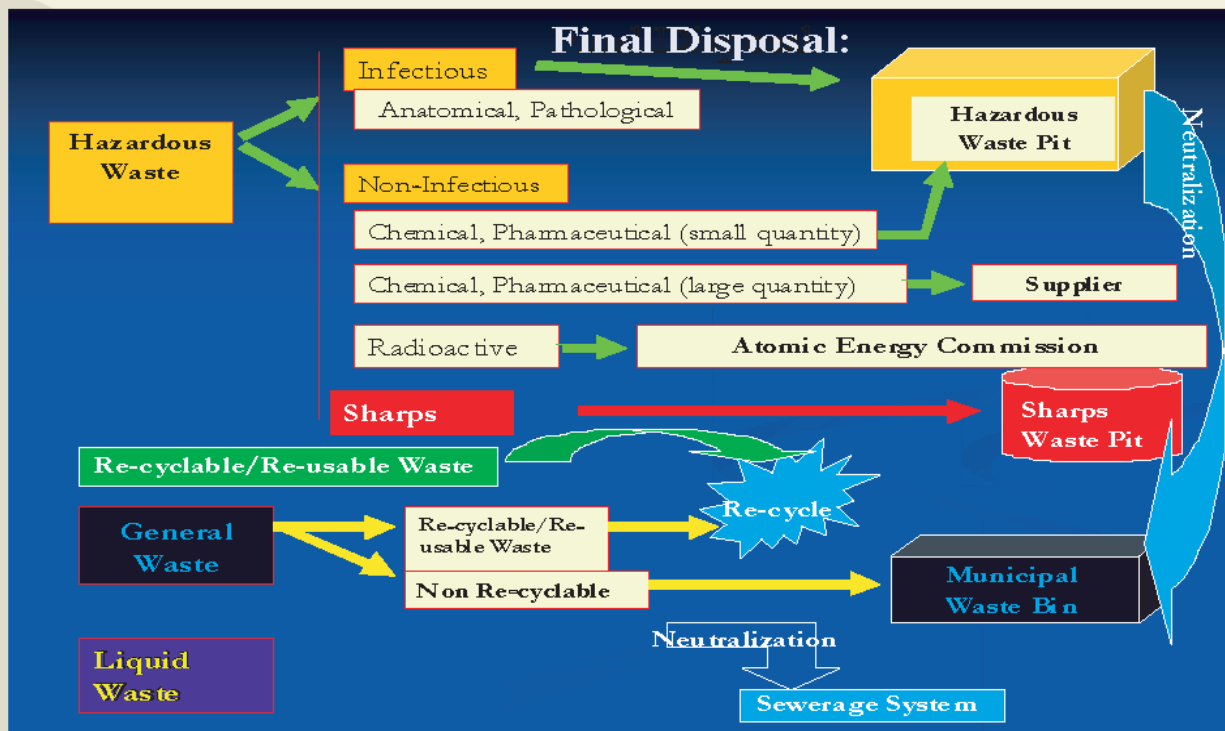 Final Disposal:
Infectious
Anatomical, Pathological
Hazardous
Waste
Hazardous
Waste Pit
Neutralization
Non-Infectious
Chemical, Pharmaceutical (small quantity)
Chemical, Pharmaceutical (large quantity)
Supplier
Radioactive
Atomic Energy Commission
Sharps
Sharps
Waste Pit
Re-cyclable/Re-usable Waste
Re-cycle
General
Waste
Re-cyclable/Re-
usable Waste
Non Re-cyclable
Municipal
Waste Bin
Neutralization
Liquid
Waste
Sewerage System